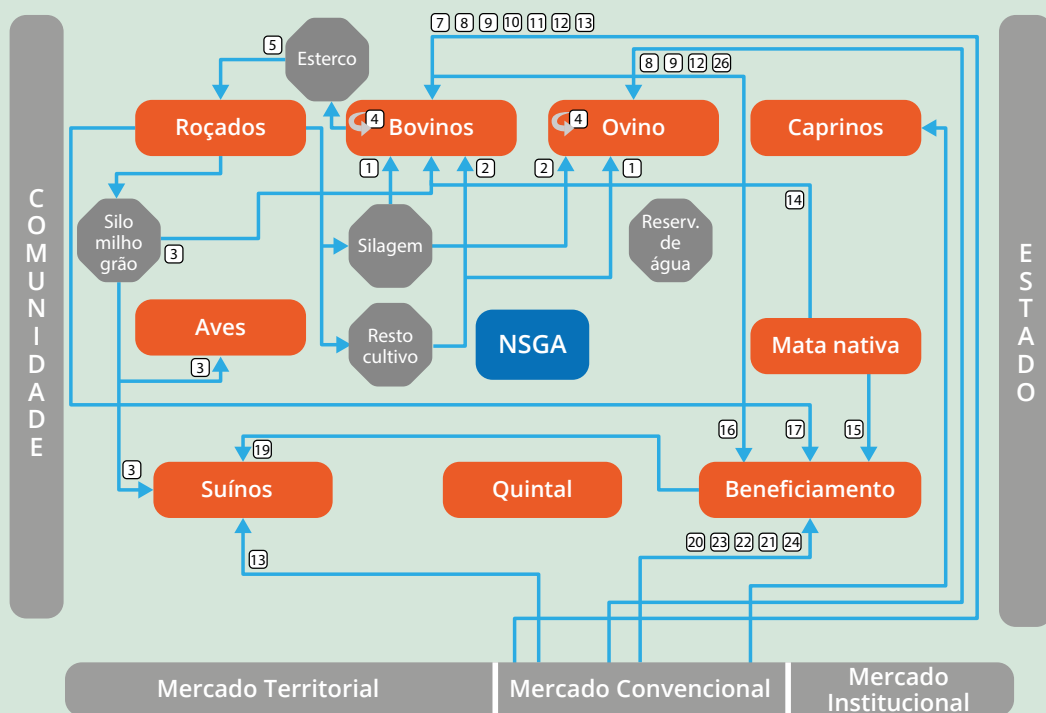 7 8 9 10 11 12 13
5
Esterco
8 9 12 26
Roçados
4
Bovinos
4
Ovino
Caprinos
1
2
2
1
14
COMUNIDADE
Silo
milho
grão
3
Silagem
Reserv.
de
água
ESTADO
Aves
3
Resto
cultivo
NSGA
Mata nativa
3
19
16
17
15
Suínos
Quintal
Beneficiamento
13
20 23 22 21 24
Mercado Territorial
Mercado Convencional
Mercado
Institucional